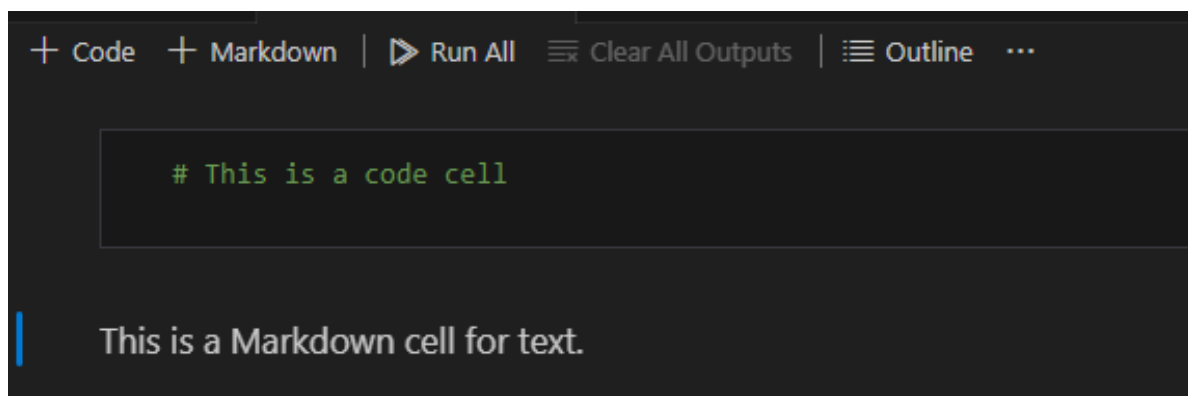 + Code + Markdown | Run All Clear All Outputs | Outline ...
# This is a code cell
This is a Markdown cell for text.